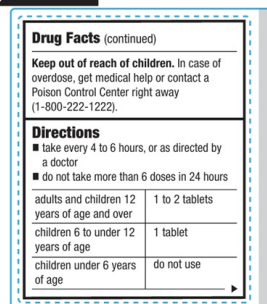 Drug Facts (continued)
Keep out of reach of children. In case of
overdose, get medical help or contact a
Poison Control Center right away
(1-800-222-1222).
Directions
■ take every 4 to 6 hours, or as directed by
a doctor
■ do not take more than 6 doses in 24 hours
adults and children 12 years of age and over | 1 to 2 tablets
children 6 to under 12 years of age | 1 tablet
children under 6 years of age | do not use